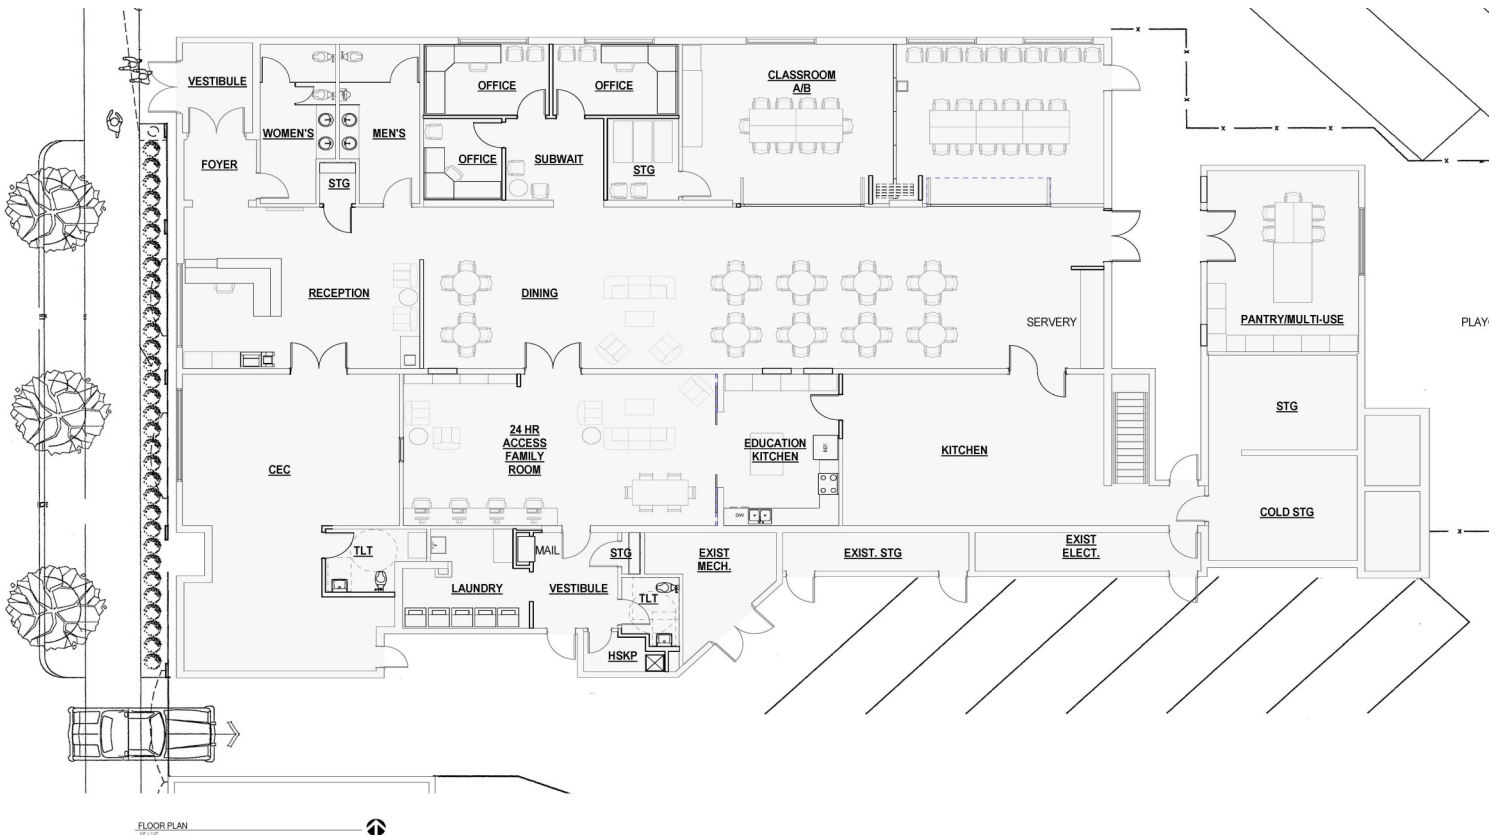 VESTIBULE
OFFICE
OFFICE
CLASSROOM
A/B
WOMEN'S
MEN'S
FOYER
OFFICE
SUBWAIT
STG
STG
RECEPTION
DINING
SERVERY
PANTRY/MULTI-USE
PLAY
24 HR
ACCESS
FAMILY
ROOM
EDUCATION
KITCHEN
REF.
KITCHEN
STG
CEC
DW
COLD STG
TLT
MAIL
STG
EXIST
MECH.
EXIST. STG
EXIST
ELECT.
LAUNDRY
VESTIBULE
TLT
HSKP
FLOOR PLAN